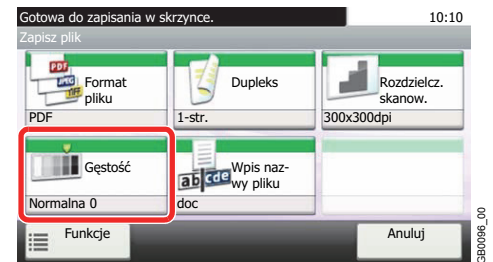 Gotowa do zapisania w skrzynce.
10:10
Zapisz plik
PDF
JPEG
TIFF
Format
pliku
PDF
Dupleks
1-str.
Rozdzielcz.
skanow.
300x300dpi
Gęstość
Normalna 0
ab cde
Wpis naz-
wy pliku
doc
Funkcje
Anuluj
GB0096_00